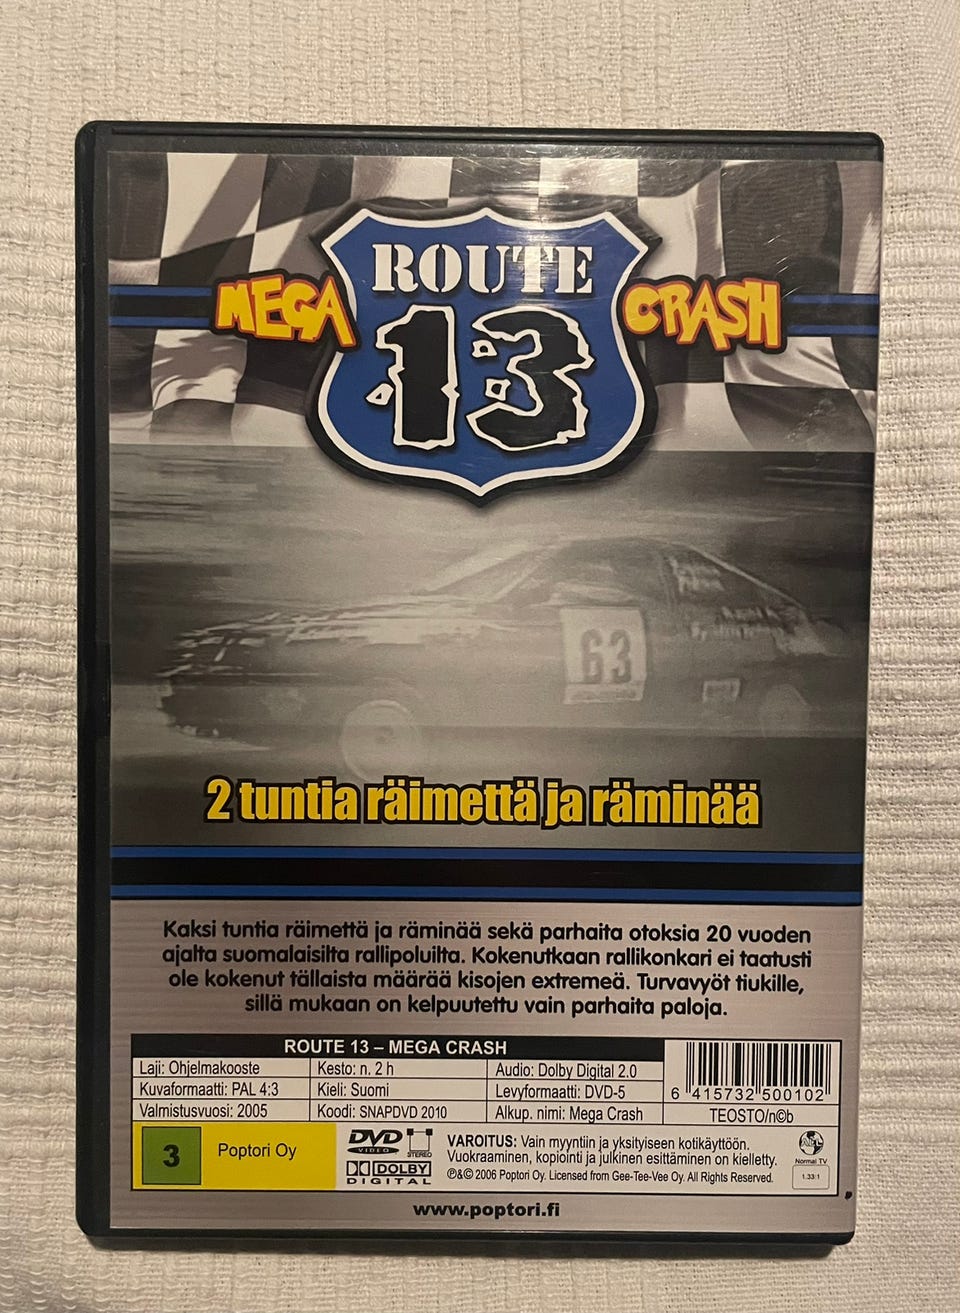 ROUTE
MEGA 13 CRASH
63
2 tuntia räimettä ja räminää
Kaksi tuntia räimettä ja räminää sekä parhaita otoksia 20 vuoden
ajalta suomalaisilta rallipoluilta. Kokenutkaan rallikonkari ei taatusti
ole kokenut tällaista määrää kisojen extremeä. Turvavyöt tiukille,
sillä mukaan on kelpuutettu vain parhaita paloja.
ROUTE 13 – MEGA CRASH
Laji: Ohjelmakooste Kesto: n. 2 h Audio: Dolby Digital 2.0
Kuvaformaatti: PAL 4:3 Kieli: Suomi Levyformaatti: DVD-5
Valmistusvuosi: 2005 Koodi: SNAPDVD 2010 Alkup. nimi: Mega Crash
6 415732 500102
TEOSTO/n©b
3 Poptori Oy
DVD VIDEO STEREO
DOLBY DIGITAL
VAROITUS: Vain myyntiin ja yksityiseen kotikäyttöön.
Vuokraaminen, kopiointi ja julkinen esittäminen on kielletty.
℗&© 2006 Poptori Oy. Licensed from Gee-Tee-Vee Oy. All Rights Reserved.
Normal TV
1.33:1
www.poptori.fi